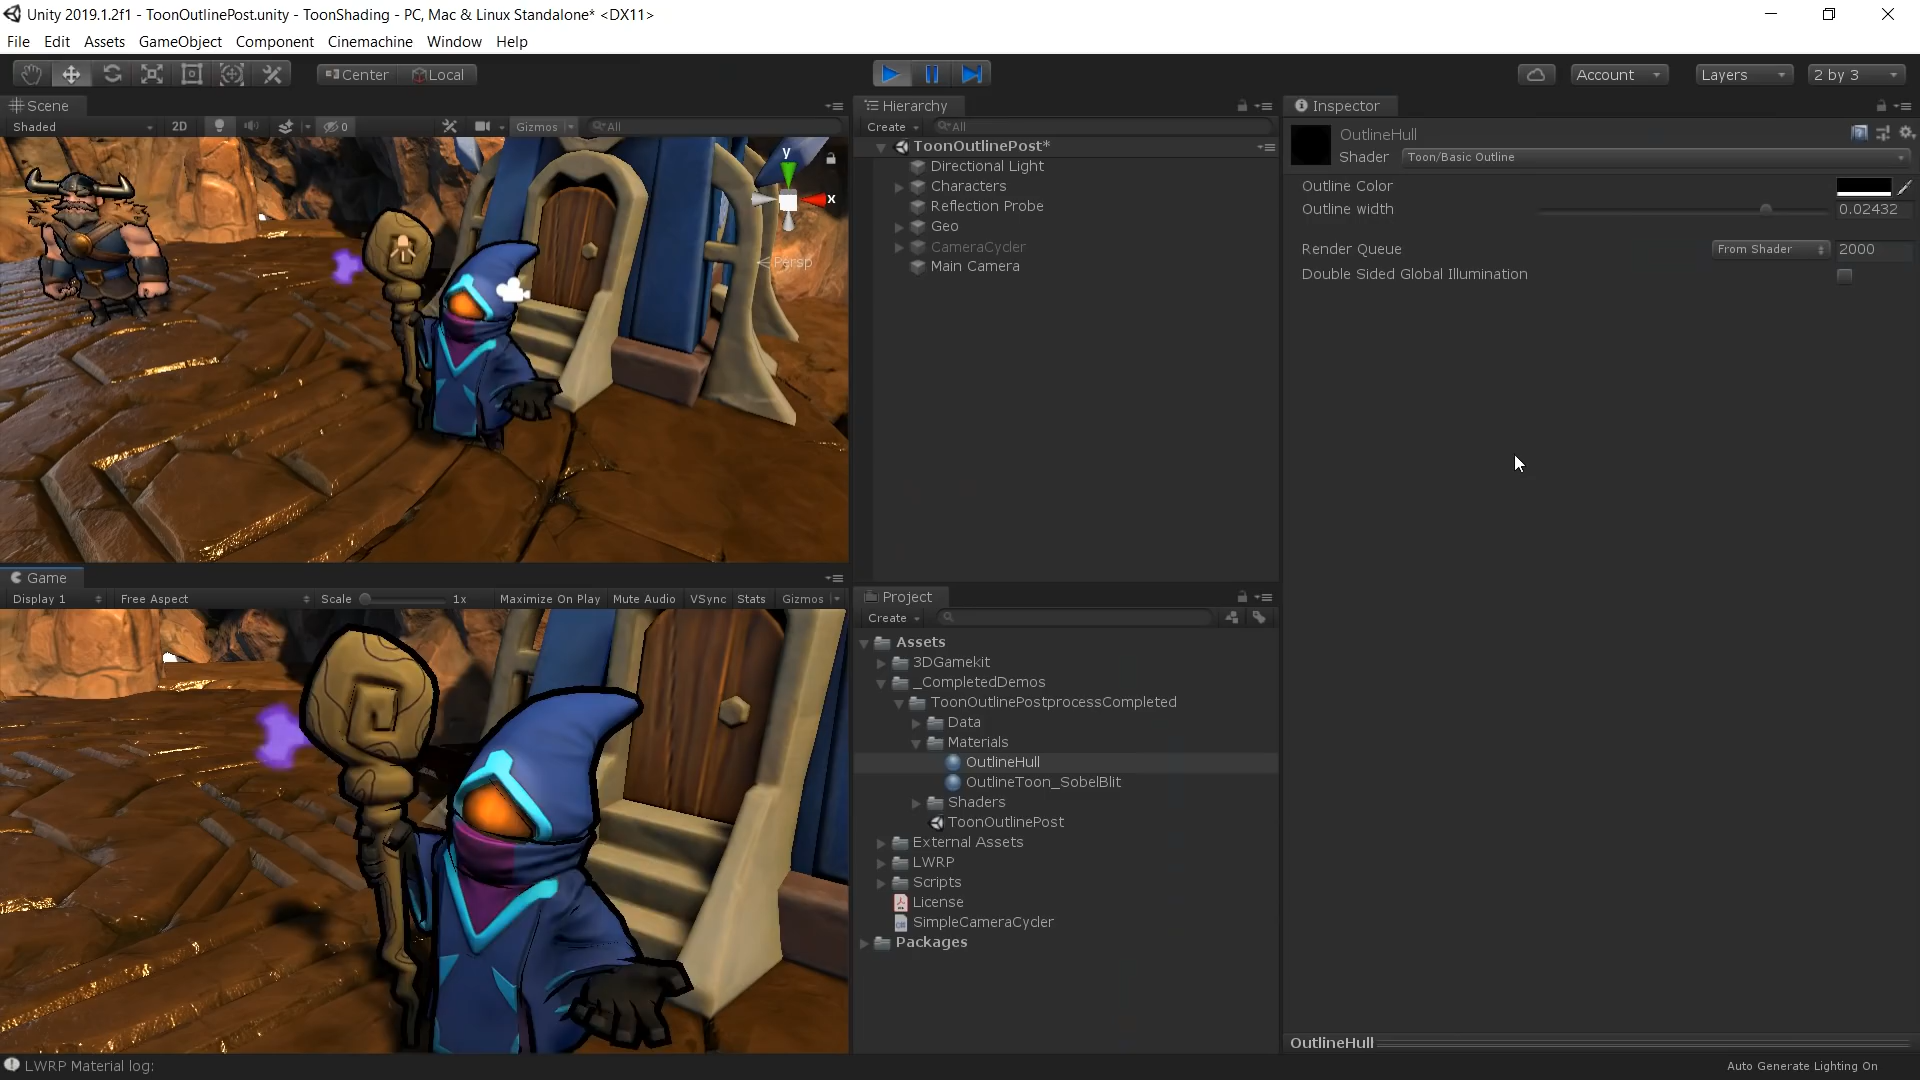 Unity 2019.1.2f1 - ToonOutlinePost.unity - ToonShading - PC, Mac & Linux Standalone* <DX11>
File Edit Assets GameObject Component Cinemachine Window Help
Center Local Account Layers 2 by 3
Scene
Shaded 2D 0 Gizmos All
y
x
Persp
Game
Display 1 Free Aspect Scale 1x Maximize On Play Mute Audio VSync Stats Gizmos
Hierarchy
Create All
ToonOutlinePost*
Directional Light
Characters
Reflection Probe
Geo
CameraCycler
Main Camera
Project
Create
Assets
3DGamekit
_CompletedDemos
ToonOutlinePostprocessCompleted
Data
Materials
OutlineHull
OutlineToon_SobelBlit
Shaders
ToonOutlinePost
External Assets
LWRP
Scripts
License
SimpleCameraCycler
Packages
Inspector
OutlineHull
Shader Toon/Basic Outline
Outline Color
Outline width 0.02432
Render Queue From Shader 2000
Double Sided Global Illumination
OutlineHull
LWRP Material log:
Auto Generate Lighting On